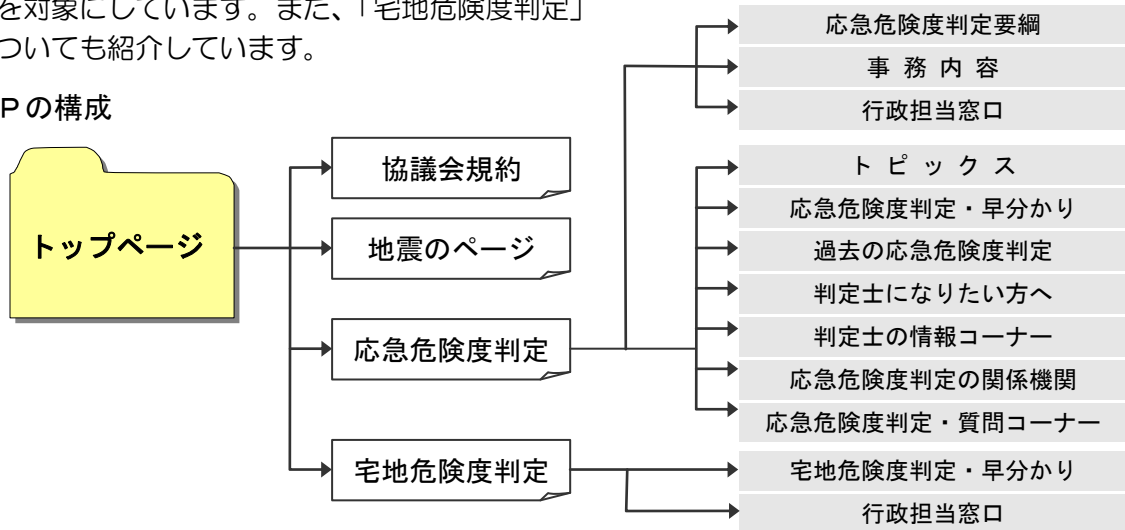 を対象にしています。また、「宅地危険度判定」
ついても紹介しています。
Pの構成
トップページ
協議会規約
地震のページ
応急危険度判定
宅地危険度判定
応急危険度判定要綱
事 務 内 容
行政担当窓口
ト ピ ッ ク ス
応急危険度判定・早分かり
過去の応急危険度判定
判定士になりたい方へ
判定士の情報コーナー
応急危険度判定の関係機関
応急危険度判定・質問コーナー
宅地危険度判定・早分かり
行政担当窓口